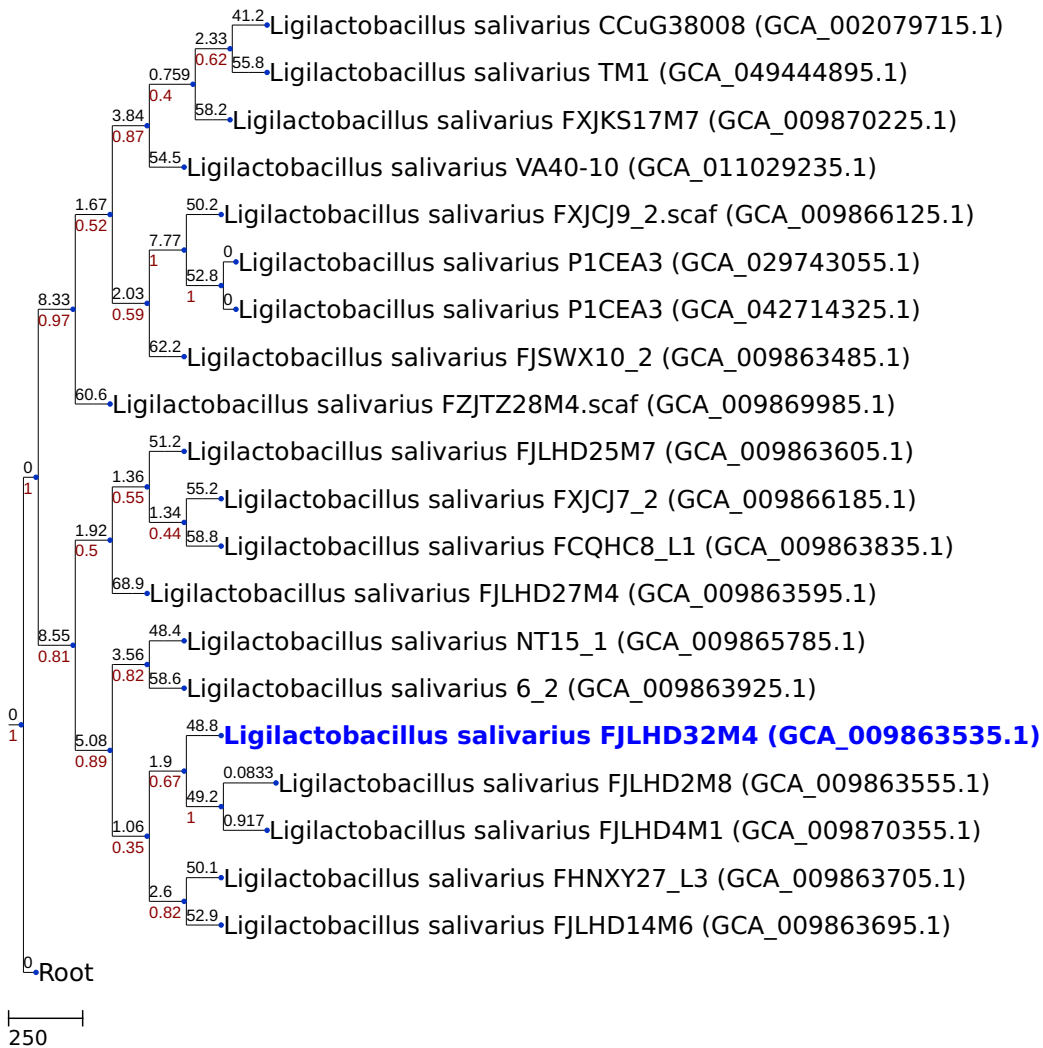 41.2
Ligilactobacillus salivarius CCuG38008 (GCA_002079715.1)
2.33
0.62
55.8
Ligilactobacillus salivarius TM1 (GCA_049444895.1)
0.759
0.4
58.2
Ligilactobacillus salivarius FXJKS17M7 (GCA_009870225.1)
3.84
0.87
54.5
Ligilactobacillus salivarius VA40-10 (GCA_011029235.1)
1.67
0.52
50.2
Ligilactobacillus salivarius FXJCJ9_2.scaf (GCA_009866125.1)
7.77
1
0
Ligilactobacillus salivarius P1CEA3 (GCA_029743055.1)
52.8
1
0
Ligilactobacillus salivarius P1CEA3 (GCA_042714325.1)
2.03
0.59
8.33
0.97
62.2
Ligilactobacillus salivarius FJSWX10_2 (GCA_009863485.1)
60.6
Ligilactobacillus salivarius FZJTZ28M4.scaf (GCA_009869985.1)
51.2
Ligilactobacillus salivarius FJLHD25M7 (GCA_009863605.1)
0
1
1.36
0.55
55.2
Ligilactobacillus salivarius FXJCJ7_2 (GCA_009866185.1)
1.34
0.44
1.92
0.5
58.8
Ligilactobacillus salivarius FCQHC8_L1 (GCA_009863835.1)
68.9
Ligilactobacillus salivarius FJLHD27M4 (GCA_009863595.1)
8.55
0.81
48.4
Ligilactobacillus salivarius NT15_1 (GCA_009865785.1)
3.56
0.82
58.6
Ligilactobacillus salivarius 6_2 (GCA_009863925.1)
0
1
5.08
0.89
48.8
Ligilactobacillus salivarius FJLHD32M4 (GCA_009863535.1)
1.9
0.67
0.0833
Ligilactobacillus salivarius FJLHD2M8 (GCA_009863555.1)
49.2
1
0.917
Ligilactobacillus salivarius FJLHD4M1 (GCA_009870355.1)
1.06
0.35
50.1
Ligilactobacillus salivarius FHNXY27_L3 (GCA_009863705.1)
2.6
0.82
52.9
Ligilactobacillus salivarius FJLHD14M6 (GCA_009863695.1)
0
Root
250